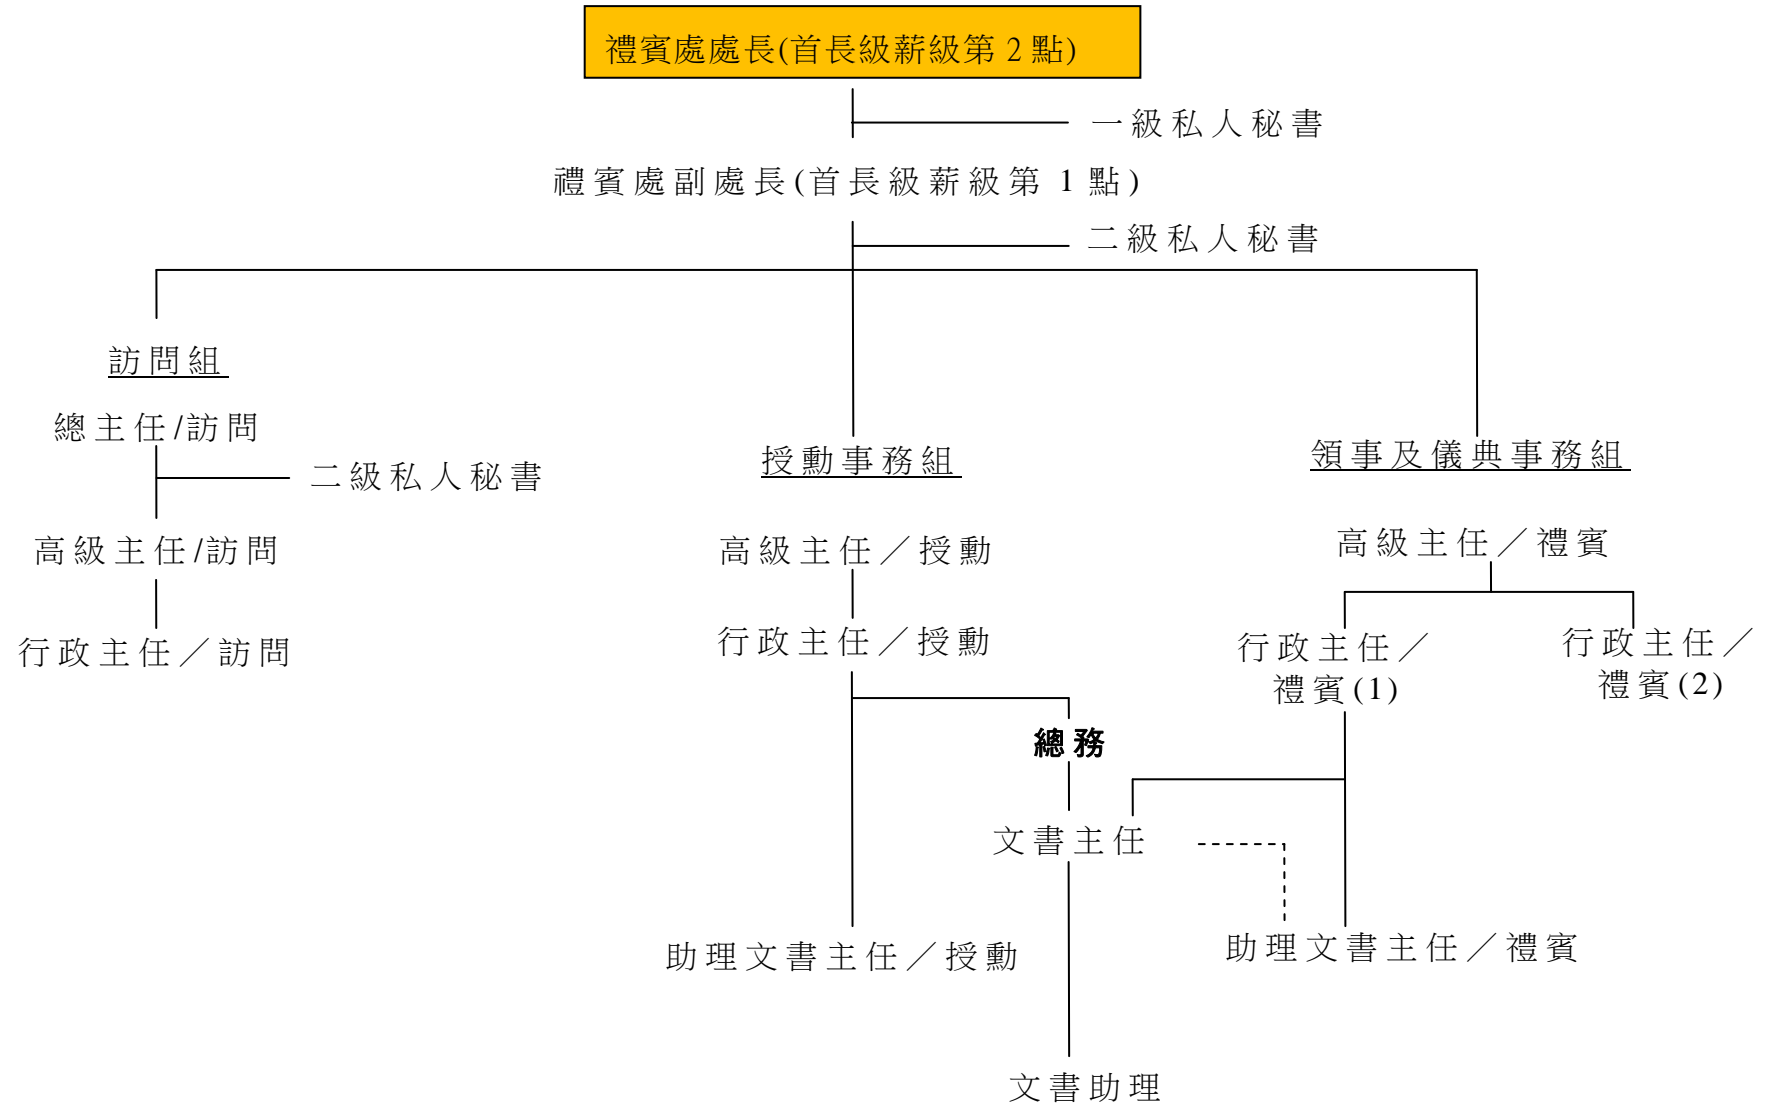 禮賓處處長(首長級薪級第 2 點)
一級私人秘書
禮賓處副處長(首長級薪級第 1 點)
二級私人秘書
訪問組
總主任/訪問
二級私人秘書
高級主任/訪問
行政主任／訪問
授勳事務組
高級主任／授勳
行政主任／授勳
總務
文書主任
助理文書主任／授勳
文書助理
領事及儀典事務組
高級主任／禮賓
行政主任／
禮賓(1)
行政主任／
禮賓(2)
助理文書主任／禮賓